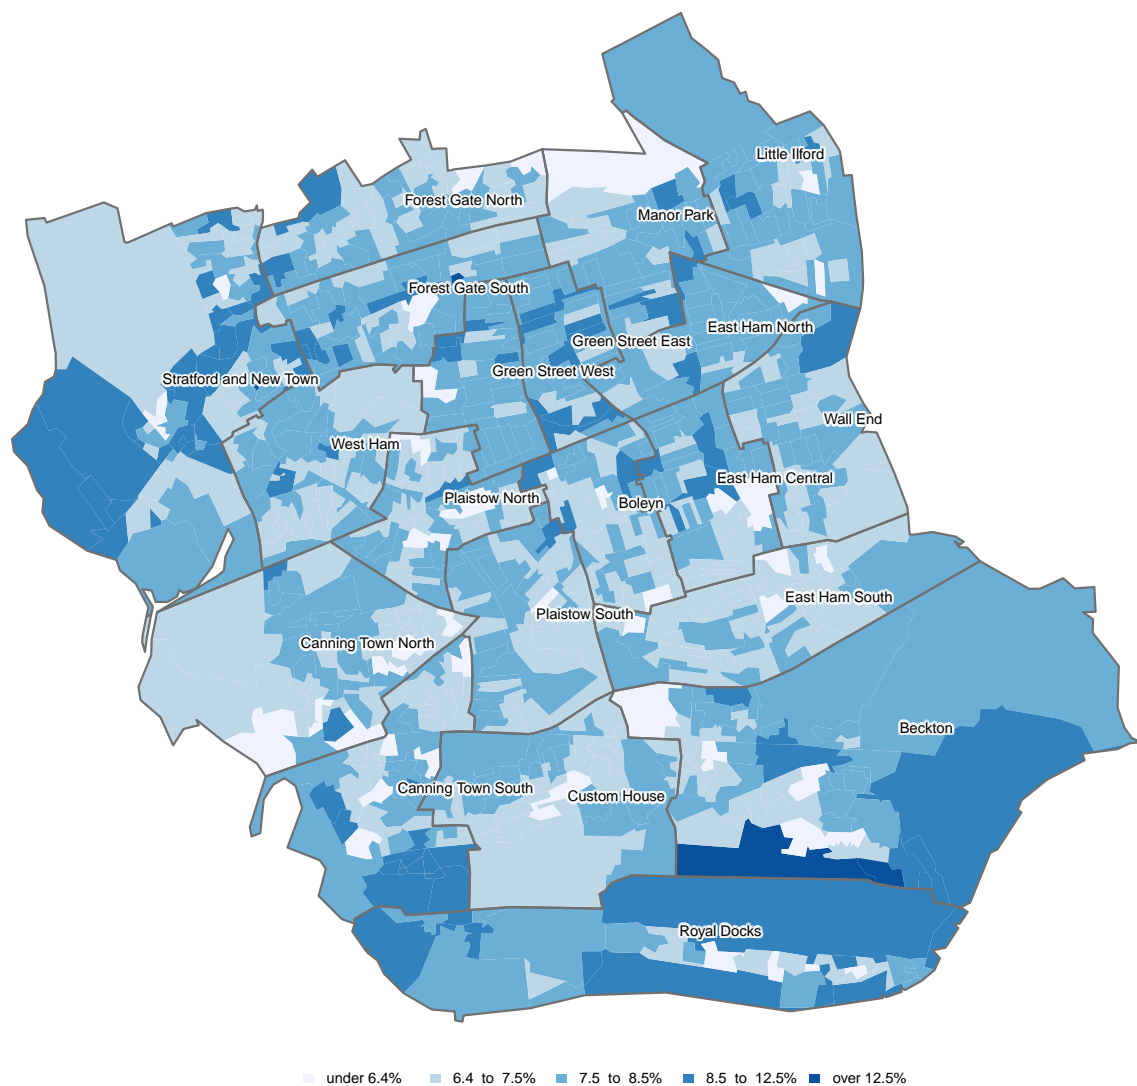 Little Ilford
Forest Gate North
Manor Park
Forest Gate South
East Ham North
Green Street East
Green Street West
Stratford and New Town
Wall End
West Ham
East Ham Central
Plaistow North
Boleyn
East Ham South
Plaistow South
Canning Town North
Beckton
Canning Town South
Custom House
Royal Docks
under 6.4% 6.4 to 7.5% 7.5 to 8.5% 8.5 to 12.5% over 12.5%